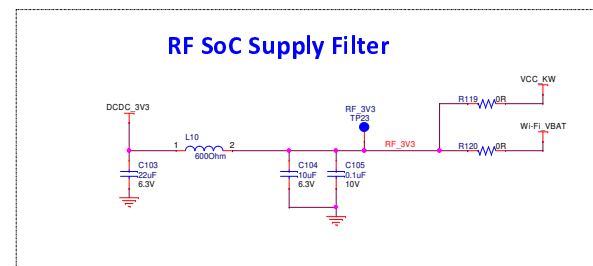 RF SoC Supply Filter
VCC_KW
DCDC_3V3
RF_3V3
TP23
R119
0R
Wi-Fi_VBAT
L10
1
2
600Ohm
RF_3V3
R120
0R
C103
22uF
6.3V
C104
10uF
6.3V
C105
0.1uF
10V